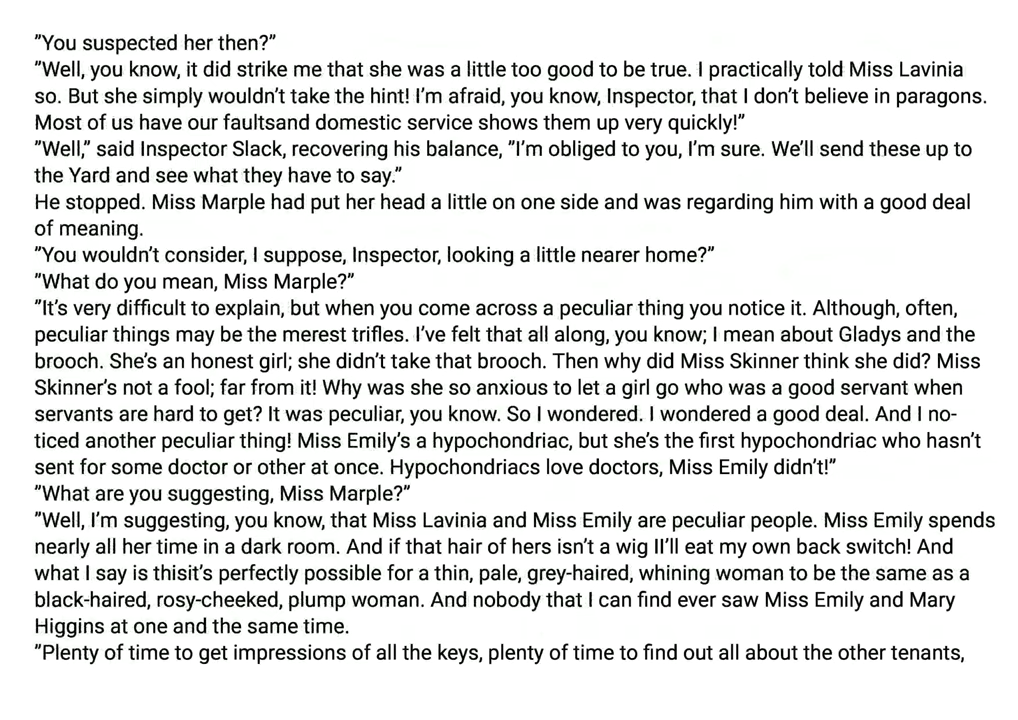 "You suspected her then?"
"Well, you know, it did strike me that she was a little too good to be true. I practically told Miss Lavinia
so. But she simply wouldn't take the hint! I'm afraid, you know, Inspector, that I don't believe in paragons.
Most of us have our faultsand domestic service shows them up very quickly!"
"Well," said Inspector Slack, recovering his balance, "I'm obliged to you, I'm sure. We'll send these up to
the Yard and see what they have to say."
He stopped. Miss Marple had put her head a little on one side and was regarding him with a good deal
of meaning.
"You wouldn't consider, I suppose, Inspector, looking a little nearer home?"
"What do you mean, Miss Marple?"
"It's very difficult to explain, but when you come across a peculiar thing you notice it. Although, often,
peculiar things may be the merest trifles. I've felt that all along, you know; I mean about Gladys and the
brooch. She's an honest girl; she didn't take that brooch. Then why did Miss Skinner think she did? Miss
Skinner's not a fool; far from it! Why was she so anxious to let a girl go who was a good servant when
servants are hard to get? It was peculiar, you know. So I wondered. I wondered a good deal. And I no-
ticed another peculiar thing! Miss Emily's a hypochondriac, but she's the first hypochondriac who hasn't
sent for some doctor or other at once. Hypochondriacs love doctors, Miss Emily didn't!"
"What are you suggesting, Miss Marple?"
"Well, I'm suggesting, you know, that Miss Lavinia and Miss Emily are peculiar people. Miss Emily spends
nearly all her time in a dark room. And if that hair of hers isn't a wig II'll eat my own back switch! And
what I say is thisit's perfectly possible for a thin, pale, grey-haired, whining woman to be the same as a
black-haired, rosy-cheeked, plump woman. And nobody that I can find ever saw Miss Emily and Mary
Higgins at one and the same time.
"Plenty of time to get impressions of all the keys, plenty of time to find out all about the other tenants,